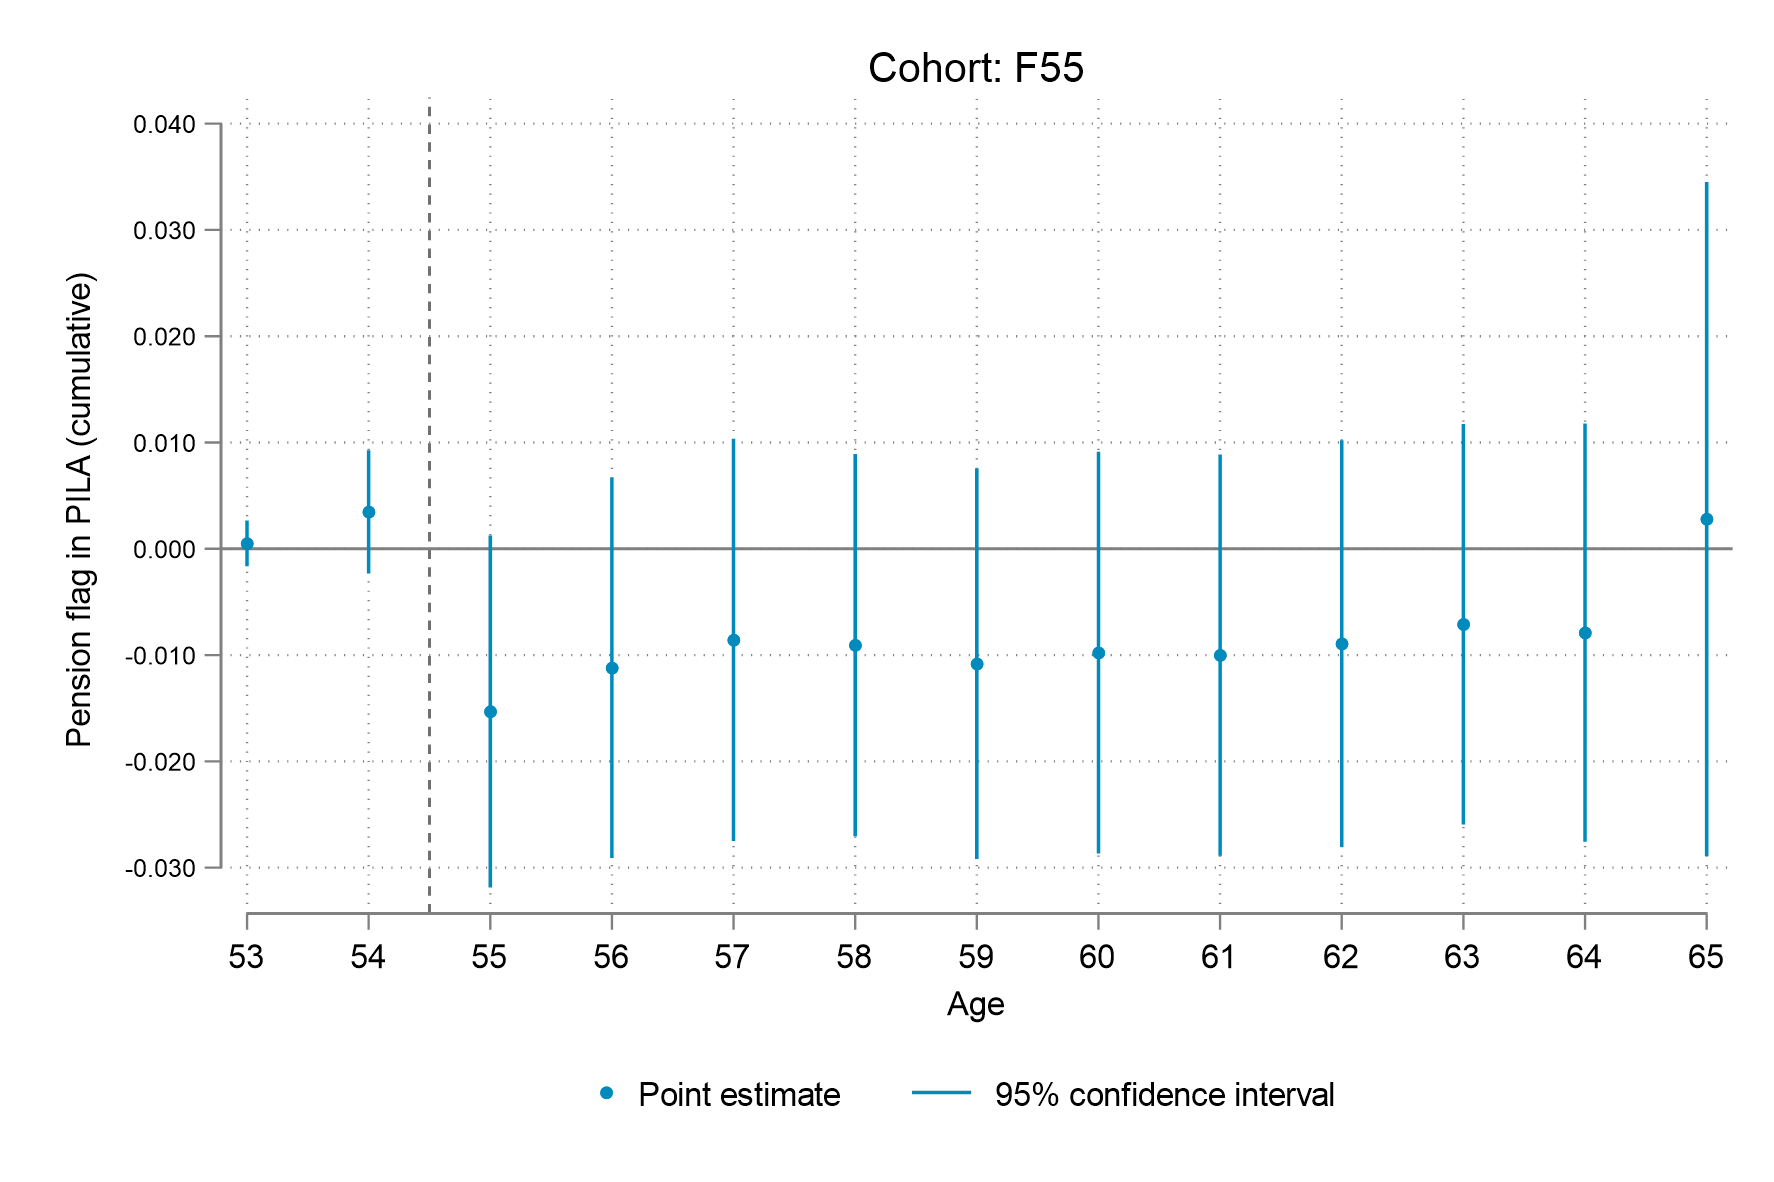 Cohort: F55
Pension flag in PILA (cumulative)
0.040
0.030
0.020
0.010
0.000
-0.010
-0.020
-0.030
53 54 55 56 57 58 59 60 61 62 63 64 65
Age
Point estimate 95% confidence interval